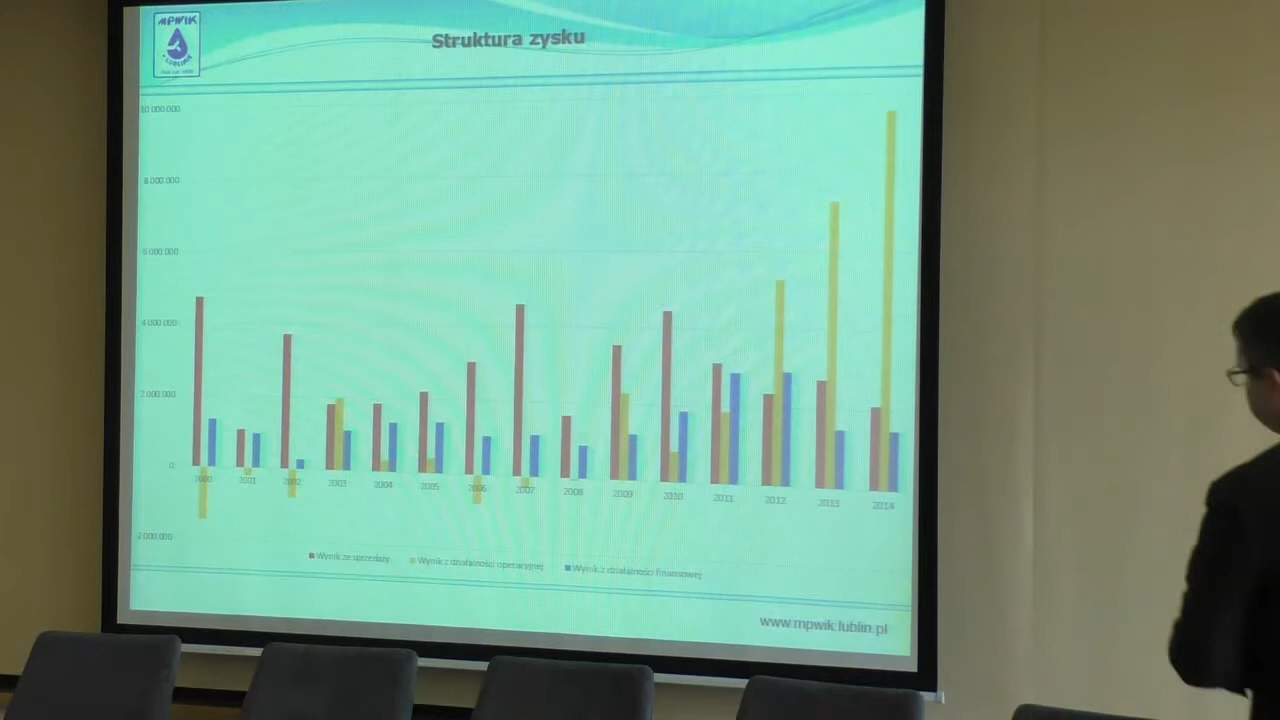 MPWIK
LUBLINIE
Struktura zysku
10 000 000
8 000 000
6 000 000
4 000 000
2 000 000
0
2000 2001 2002 2003 2004 2005 2006 2007 2008 2009 2010 2011 2012 2013 2014
2 000 000
Wynik ze sprzedaży Wynik z działalności operacyjnej Wynik z działalności finansowej
www.mpwik.lublin.pl